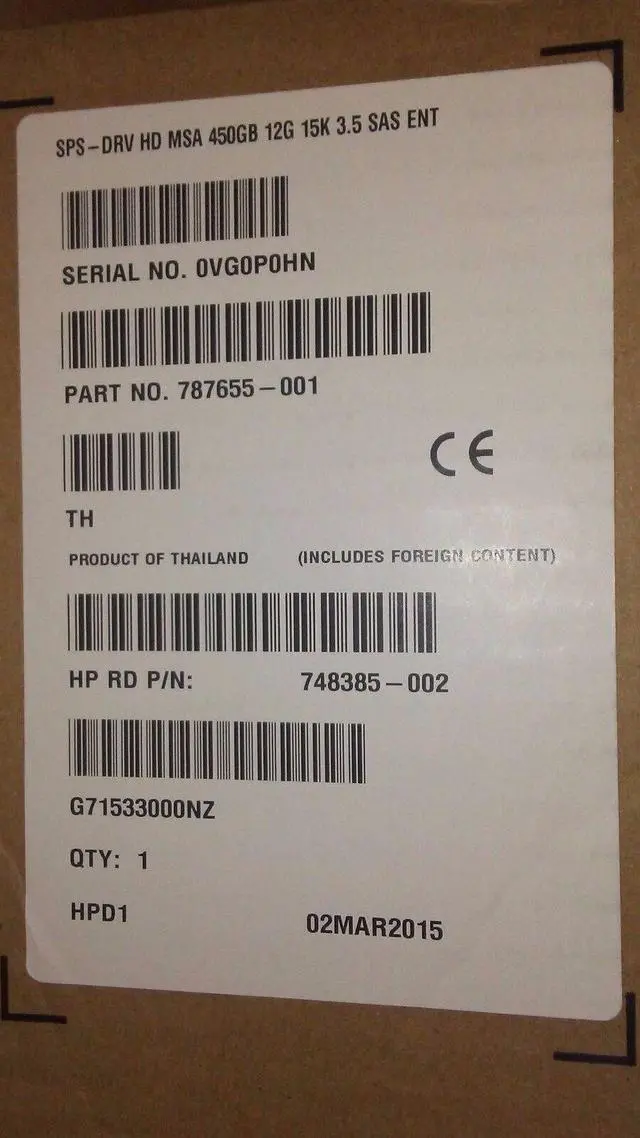 SPS-DRV HD MSA 450GB 12G 15K 3.5 SAS ENT
SERIAL NO. 0VG0P0HN
PART NO. 787655-001
CE
TH
PRODUCT OF THAILAND (INCLUDES FOREIGN CONTENT)
HP RD P/N: 748385-002
G71533000NZ
QTY: 1
HPD1 02MAR2015